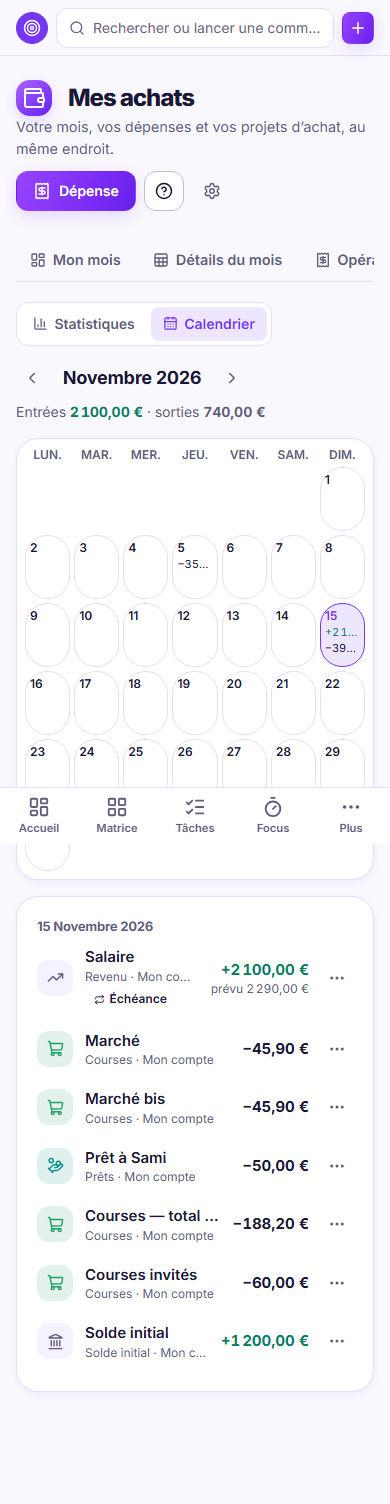 Rechercher ou lancer une comm…
Mes achats
Votre mois, vos dépenses et vos projets d'achat, au
même endroit.
Dépense
Mon mois
Détails du mois
Opéra
Statistiques
Calendrier
Novembre 2026
Entrées 2 100,00 € · sorties 740,00 €
LUN. MAR. MER. JEU. VEN. SAM. DIM.
1
2 3 4 5 6 7 8
−35…
9 10 11 12 13 14 15
+2 1…
−39…
16 17 18 19 20 21 22
23 24 25 26 27 28 29
Accueil Matrice Tâches Focus Plus
15 Novembre 2026
Salaire
+2 100,00 €
Revenu · Mon co…
prévu 2 290,00 €
Échéance
Marché
−45,90 €
Courses · Mon compte
Marché bis
−45,90 €
Courses · Mon compte
Prêt à Sami
−50,00 €
Prêts · Mon compte
Courses — total …
−188,20 €
Courses · Mon compte
Courses invités
−60,00 €
Courses · Mon compte
Solde initial
+1 200,00 €
Solde initial · Mon c…